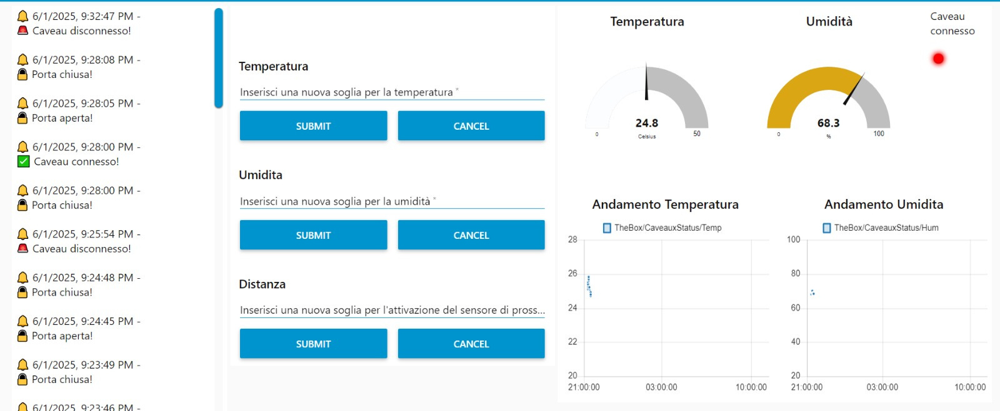 6/1/2025, 9:32:47 PM -
Caveau disconnesso!
6/1/2025, 9:28:08 PM -
Porta chiusa!
6/1/2025, 9:28:05 PM -
Porta aperta!
6/1/2025, 9:28:00 PM -
Caveau connesso!
6/1/2025, 9:28:00 PM -
Porta chiusa!
6/1/2025, 9:25:54 PM -
Caveau disconnesso!
6/1/2025, 9:24:48 PM -
Porta chiusa!
6/1/2025, 9:24:45 PM -
Porta aperta!
6/1/2025, 9:23:49 PM -
Porta chiusa!
6/1/2025, 9:23:46 PM -
Temperatura
Inserisci una nuova soglia per la temperatura *
SUBMIT CANCEL
Umidita
Inserisci una nuova soglia per la umidità *
SUBMIT CANCEL
Distanza
Inserisci una nuova soglia per l'attivazione del sensore di pross...
SUBMIT CANCEL
Temperatura
24.8
Celsius
0 50
Umidità
68.3
%
0 100
Caveau
connesso
Andamento Temperatura
TheBox/CaveauxStatus/Temp
28
26
24
22
20
21:00:00 03:00:00 10:00:00
Andamento Umidita
TheBox/CaveauxStatus/Hum
100
80
60
40
20
21:00:00 03:00:00 10:00:00